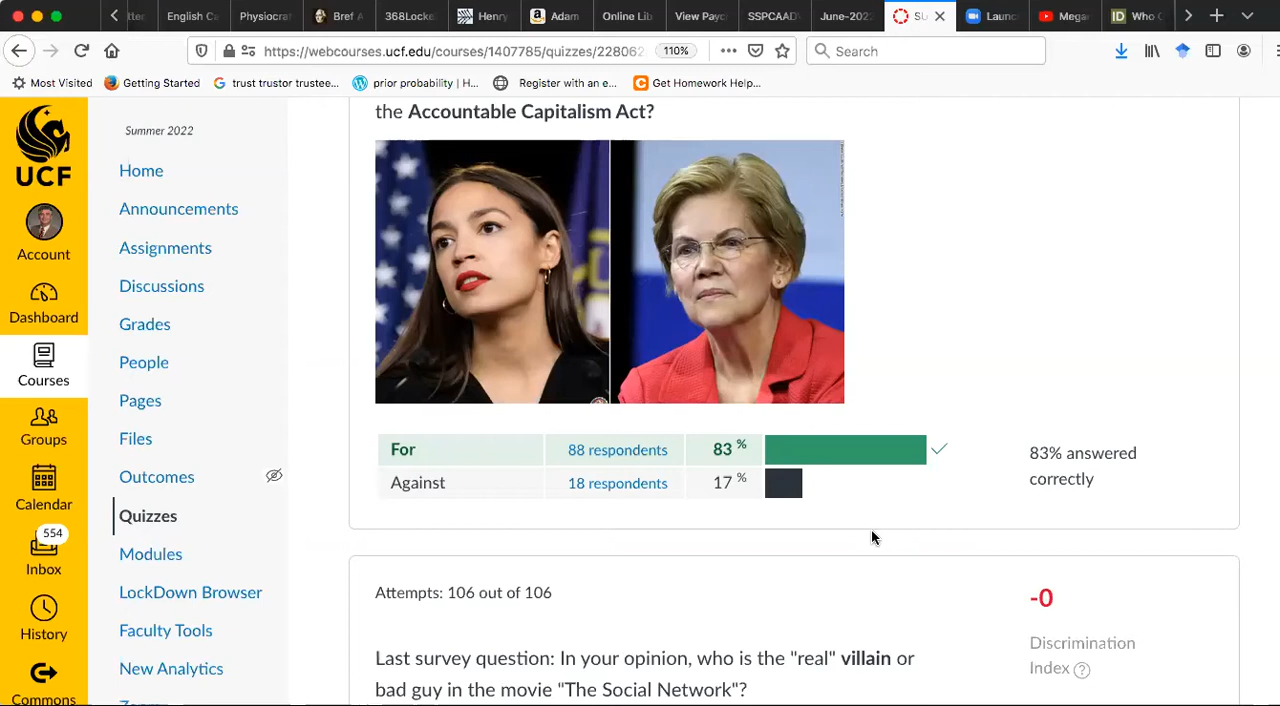 English Ca
Physiocrat
Bref A
368Locke
Henry
Adam
Online Lib
View Payc
SSPCAAD
June-2022
Launc
Megan
Who C
https://webcourses.ucf.edu/courses/1407785/quizzes/228062
110%
Search
Most Visited
Getting Started
trust trustor trustee...
prior probability | H...
Register with an e...
Get Homework Help...
UCF
Account
Dashboard
Courses
Groups
Calendar
554
Inbox
History
Commons
Summer 2022
Home
Announcements
Assignments
Discussions
Grades
People
Pages
Files
Outcomes
Quizzes
Modules
LockDown Browser
Faculty Tools
New Analytics
the Accountable Capitalism Act?
For 88 respondents 83 %
Against 18 respondents 17 %
83% answered
correctly
Attempts: 106 out of 106
-0
Discrimination
Index ?
Last survey question: In your opinion, who is the "real" villain or
bad guy in the movie "The Social Network"?